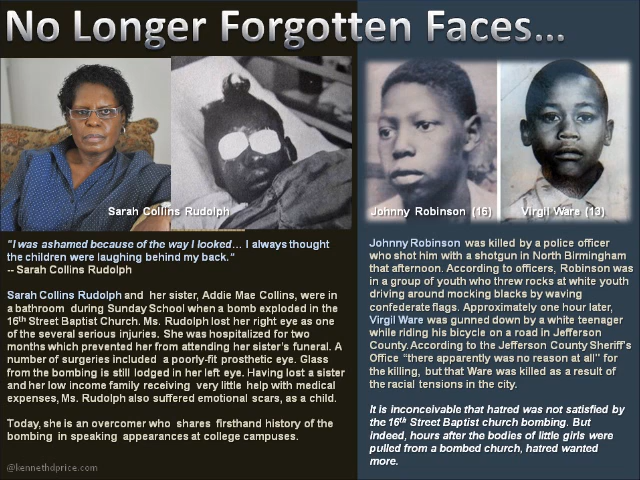 No Longer Forgotten Faces...
Sarah Collins Rudolph
"I was ashamed because of the way I looked... I always thought
the children were laughing behind my back."
-- Sarah Collins Rudolph
Sarah Collins Rudolph and her sister, Addie Mae Collins, were in
a bathroom during Sunday School when a bomb exploded in the
16th Street Baptist Church. Ms. Rudolph lost her right eye as one
of the several serious injuries. She was hospitalized for two
months which prevented her from attending her sister's funeral. A
number of surgeries included a poorly-fit prosthetic eye. Glass
from the bombing is still lodged in her left eye. Having lost a sister
and her low income family receiving very little help with medical
expenses, Ms. Rudolph also suffered emotional scars, as a child.
Today, she is an overcomer who shares firsthand history of the
bombing in speaking appearances at college campuses.
@kennethdprice.com
Johnny Robinson (16)
Virgil Ware (13)
Johnny Robinson was killed by a police officer
who shot him with a shotgun in North Birmingham
that afternoon. According to officers, Robinson was
in a group of youth who threw rocks at white youth
driving around mocking blacks by waving
confederate flags. Approximately one hour later,
Virgil Ware was gunned down by a white teenager
while riding his bicycle on a road in Jefferson
County. According to the Jefferson County Sheriff's
Office "there apparently was no reason at all" for
the killing, but that Ware was killed as a result of
the racial tensions in the city.
It is inconceivable that hatred was not satisfied by
the 16th Street Baptist church bombing. But
indeed, hours after the bodies of little girls were
pulled from a bombed church, hatred wanted
more.